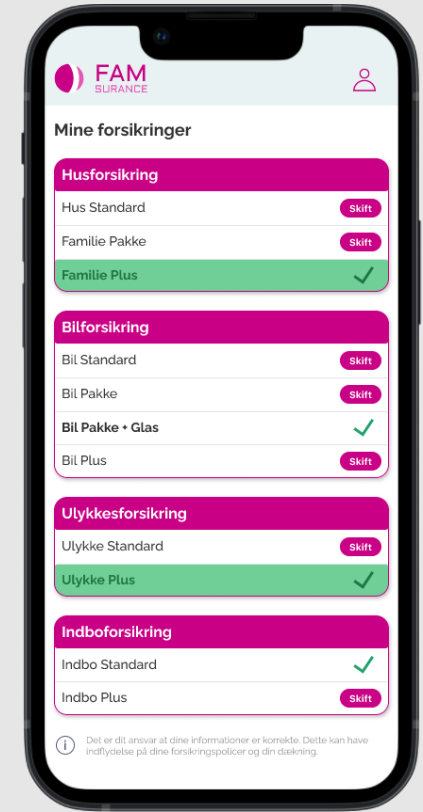 FAM
SURANCE
Mine forsikringer
Husforsikring
Hus Standard Skift
Familie Pakke Skift
Familie Plus
Bilforsikring
Bil Standard Skift
Bil Pakke Skift
Bil Pakke + Glas
Bil Plus Skift
Ulykkesforsikring
Ulykke Standard Skift
Ulykke Plus
Indboforsikring
Indbo Standard
Indbo Plus Skift
Det er dit ansvar at dine informationer er korrekte. Dette kan have
indflydelse på dine forsikringspolicer og din dækning.